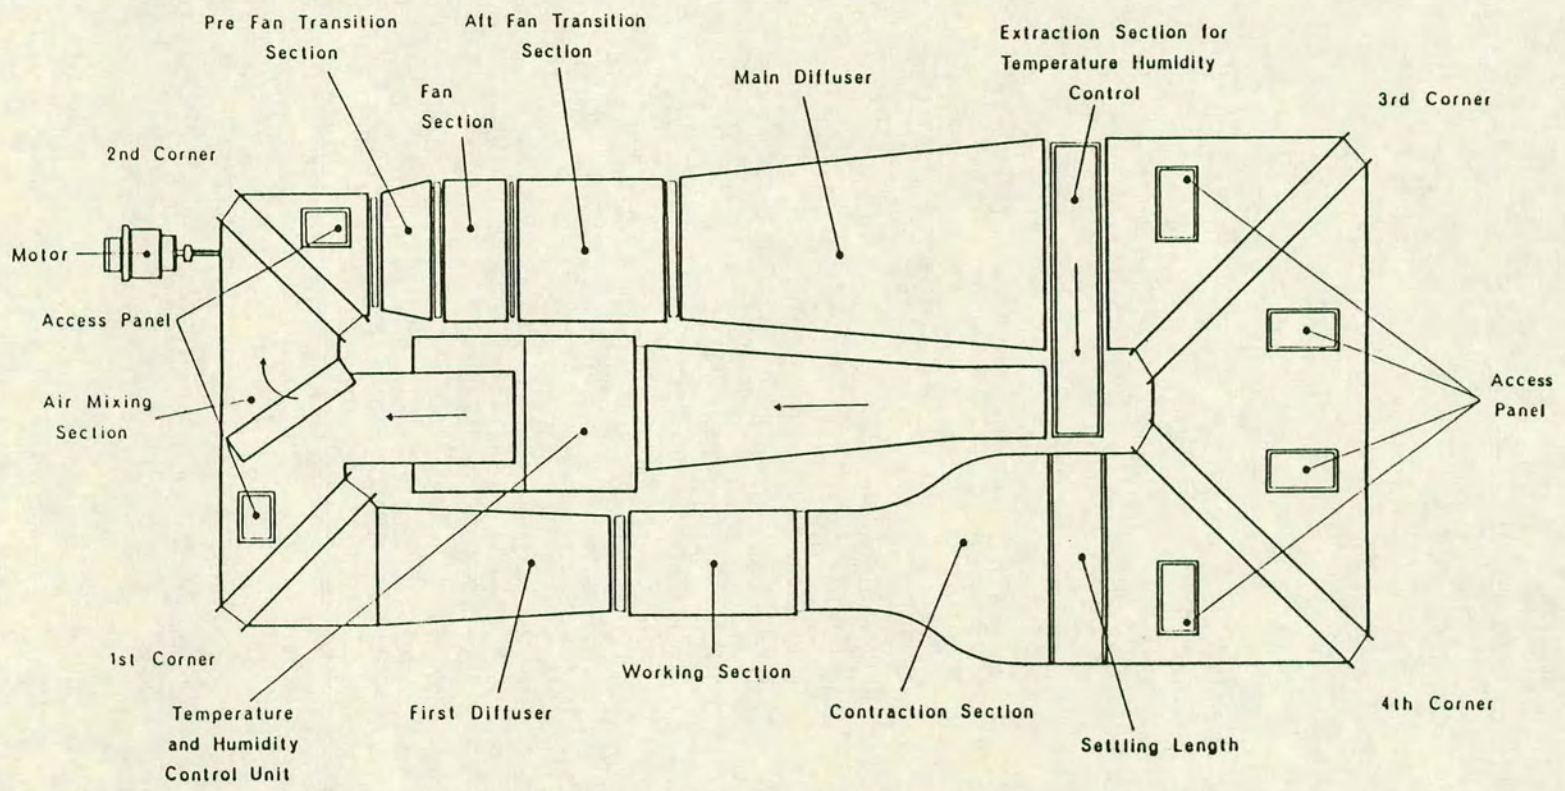 Pre Fan Transition
Section
Aft Fan Transition
Section
Fan
Section
Main Diffuser
Extraction Section for
Temperature Humidity
Control
3rd Corner
2nd Corner
Motor
Access Panel
Air Mixing
Section
Access
Panel
1st Corner
Temperature
and Humidity
Control Unit
First Diffuser
Working Section
Contraction Section
Settling Length
4th Corner